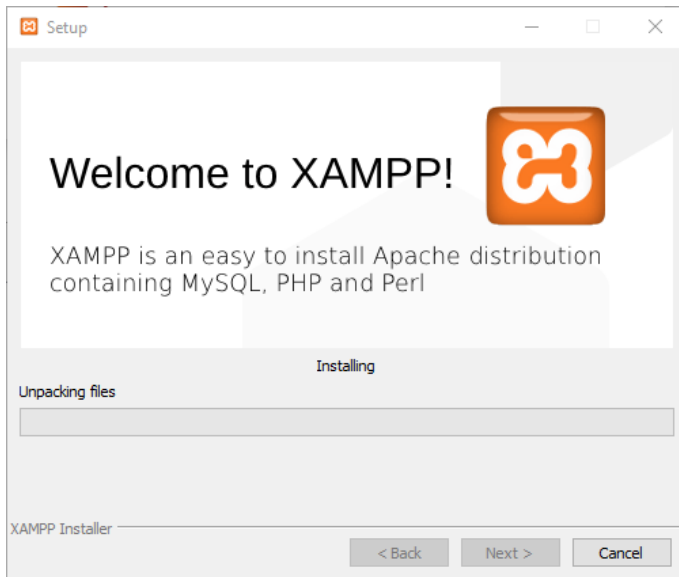 Setup
Welcome to XAMPP!
XAMPP is an easy to install Apache distribution
containing MySQL, PHP and Perl
Installing
Unpacking files
XAMPP Installer
< Back
Next >
Cancel